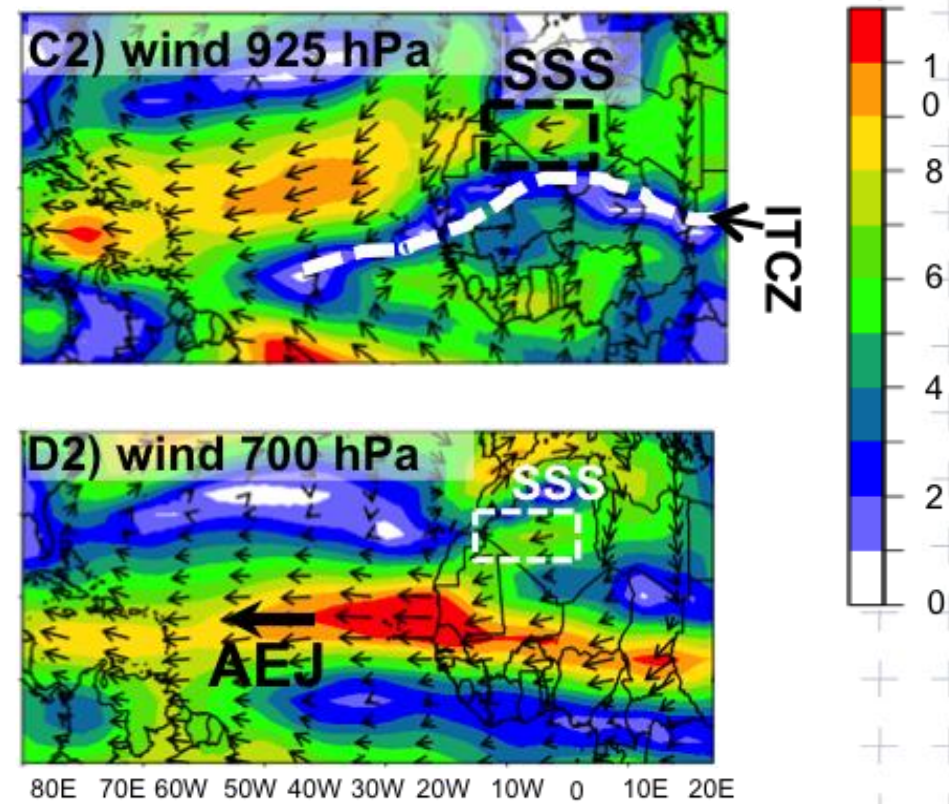 C2) wind 925 hPa
SSS
ITCZ
D2) wind 700 hPa
SSS
AEJ
80E 70E 60W 50W 40W 30W 20W 10W 0 10E 20E
1
0
8
6
4
2
0